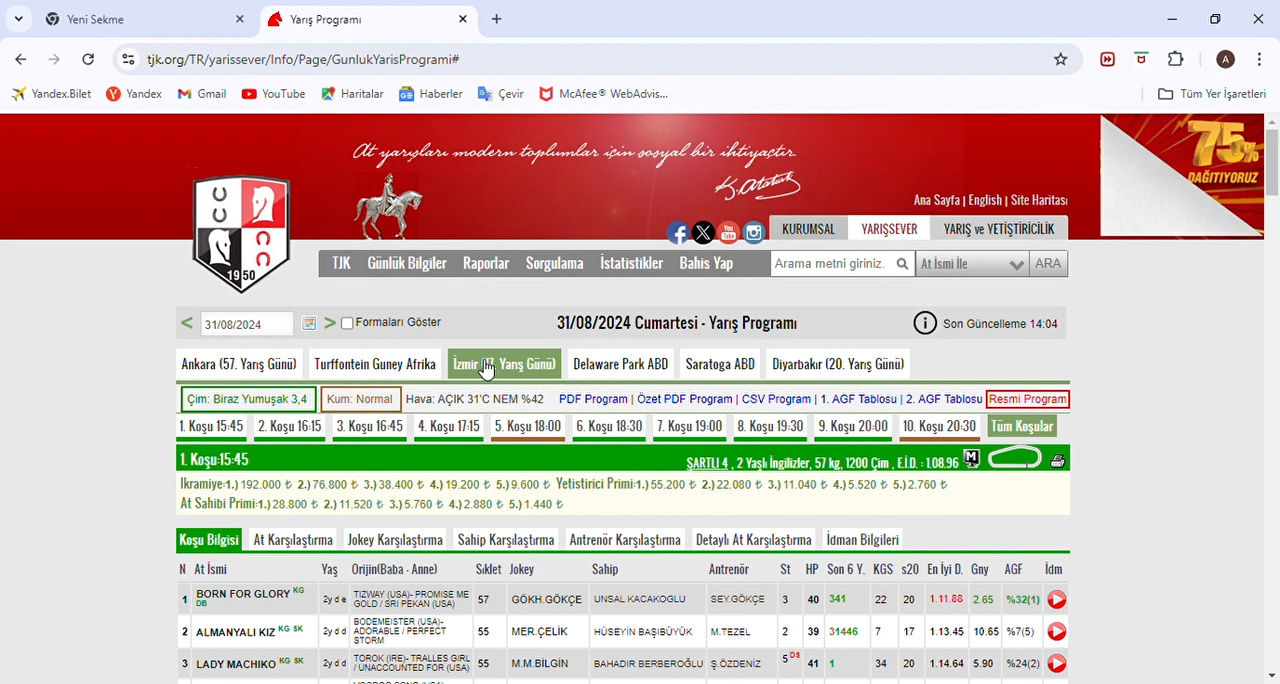 Yeni Sekme
Yarış Programı
tjk.org/TR/yarissever/Info/Page/GunlukYarisProgrami#
A
Yandex.Bilet Yandex Gmail YouTube Haritalar Haberler Çevir McAfee® WebAdvis... Tüm Yer İşaretleri
At yarışları modern toplumlar için sosyal bir ihtiyaçtır.
K. Atatürk
75%
DAĞITIYORUZ
1950
Ana Sayfa | English | Site Haritası
KURUMSAL YARIŞSEVER YARIŞ ve YETİŞTİRİCİLİK
TJK Günlük Bilgiler Raporlar Sorgulama İstatistikler Bahis Yap Arama metni giriniz. At İsmi İle ARA
< 31/08/2024 > Formaları Göster 31/08/2024 Cumartesi - Yarış Programı Son Güncelleme 14:04
Ankara (57. Yarış Günü) Turffontein Guney Afrika İzmir 7. Yarış Günü) Delaware Park ABD Saratoga ABD Diyarbakır (20. Yarış Günü)
Çim: Biraz Yumuşak 3,4 Kum: Normal Hava: AÇIK 31'C NEM %42 PDF Program | Özet PDF Program | CSV Program | 1. AGF Tablosu | 2. AGF Tablosu Resmi Program
1. Koşu 15:45 2. Koşu 16:15 3. Koşu 16:45 4. Koşu 17:15 5. Koşu 18:00 6. Koşu 18:30 7. Koşu 19:00 8. Koşu 19:30 9. Koşu 20:00 10. Koşu 20:30 Tüm Koşular
1. Koşu:15:45 ŞARTLI 4 , 2 Yaşlı İngilizler, 57 kg, 1200 Çim , E.İ.D. : 1.08.96 M
Ikramiye:1.) 192.000 ₺ 2.) 76.800 ₺ 3.) 38.400 ₺ 4.) 19.200 ₺ 5.) 9.600 ₺ Yetistirici Primi:1.) 55.200 ₺ 2.) 22.080 ₺ 3.) 11.040 ₺ 4.) 5.520 ₺ 5.) 2.760 ₺
At Sahibi Primi:1.) 28.800 ₺ 2.) 11.520 ₺ 3.) 5.760 ₺ 4.) 2.880 ₺ 5.) 1.440 ₺
Koşu Bilgisi At Karşılaştırma Jokey Karşılaştırma Sahip Karşılaştırma Antrenör Karşılaştırma Detaylı At Karşılaştırma İdman Bilgileri
N At İsmi Yaş Orijin(Baba - Anne) Sıklet Jokey Sahip Antrenör St HP Son 6 Y. KGS s20 En İyi D. Gny AGF İdm
1 BORN FOR GLORY KG DB 2y d e TIZWAY (USA)- PROMISE ME GOLD / SRI PEKAN (USA) 57 GÖKH.GÖKÇE UNSAL KACAKOGLU SEY.GÖKÇE 3 40 341 22 20 1.11.88 2.65 %32(1)
2 ALMANYALI KIZ KG SK 2y d d BODEMEISTER (USA)- ADORABLE / PERFECT STORM 55 MER.ÇELİK HÜSEYİN BAŞIBÜYÜK M.TEZEL 2 39 31446 7 17 1.13.45 10.65 %7(5)
3 LADY MACHIKO KG SK 2y d d TOROK (IRE)- TRALLES GIRL / UNACCOUNTED FOR (USA) 55 M.M.BİLGİN BAHADIR BERBEROĞLU Ş.ÖZDENİZ 5 DS 41 1 34 20 1.14.64 5.90 %24(2)